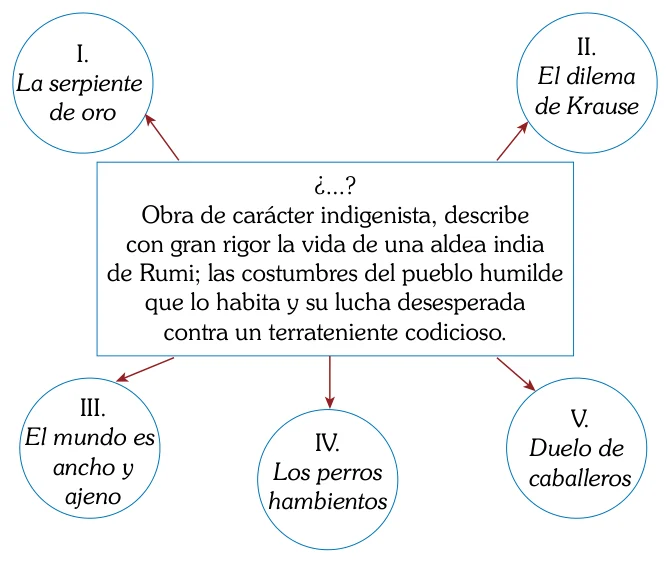 I.
La serpiente
de oro
II.
El dilema
de Krause
¿...?
Obra de carácter indigenista, describe
con gran rigor la vida de una aldea india
de Rumi; las costumbres del pueblo humilde
que lo habita y su lucha desesperada
contra un terrateniente codicioso.
III.
El mundo es
ancho y
ajeno
IV.
Los perros
hambientos
V.
Duelo de
caballeros